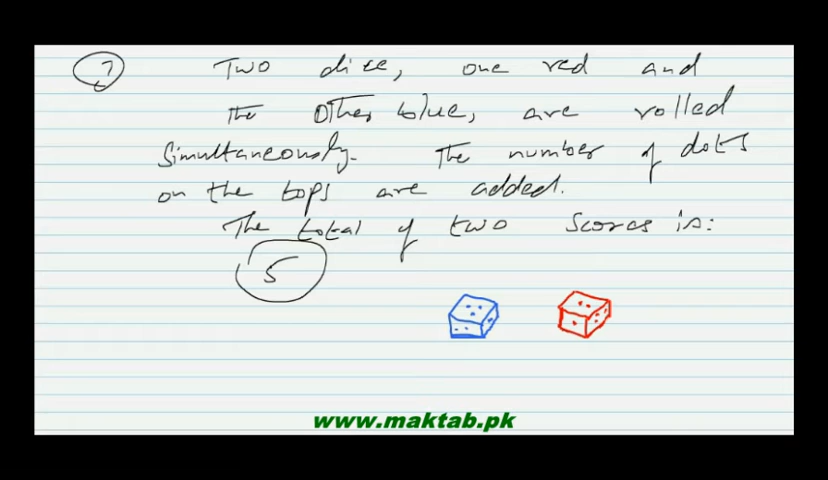 7 Two dice, one red and
the other blue, are rolled
simultaneously. The number of dots
on the tops are added.
The total of two scores is:
5
www.maktab.pk